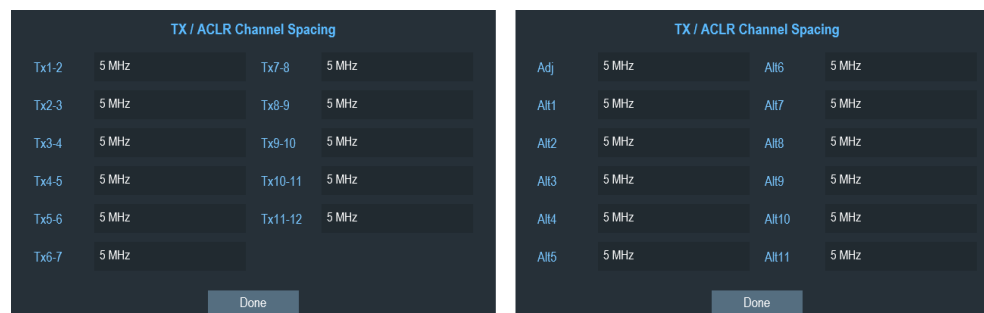 TX / ACLR Channel Spacing
Tx1-2 5 MHz Tx7-8 5 MHz
Tx2-3 5 MHz Tx8-9 5 MHz
Tx3-4 5 MHz Tx9-10 5 MHz
Tx4-5 5 MHz Tx10-11 5 MHz
Tx5-6 5 MHz Tx11-12 5 MHz
Tx6-7 5 MHz
Done
TX / ACLR Channel Spacing
Adj 5 MHz Alt6 5 MHz
Alt1 5 MHz Alt7 5 MHz
Alt2 5 MHz Alt8 5 MHz
Alt3 5 MHz Alt9 5 MHz
Alt4 5 MHz Alt10 5 MHz
Alt5 5 MHz Alt11 5 MHz
Done